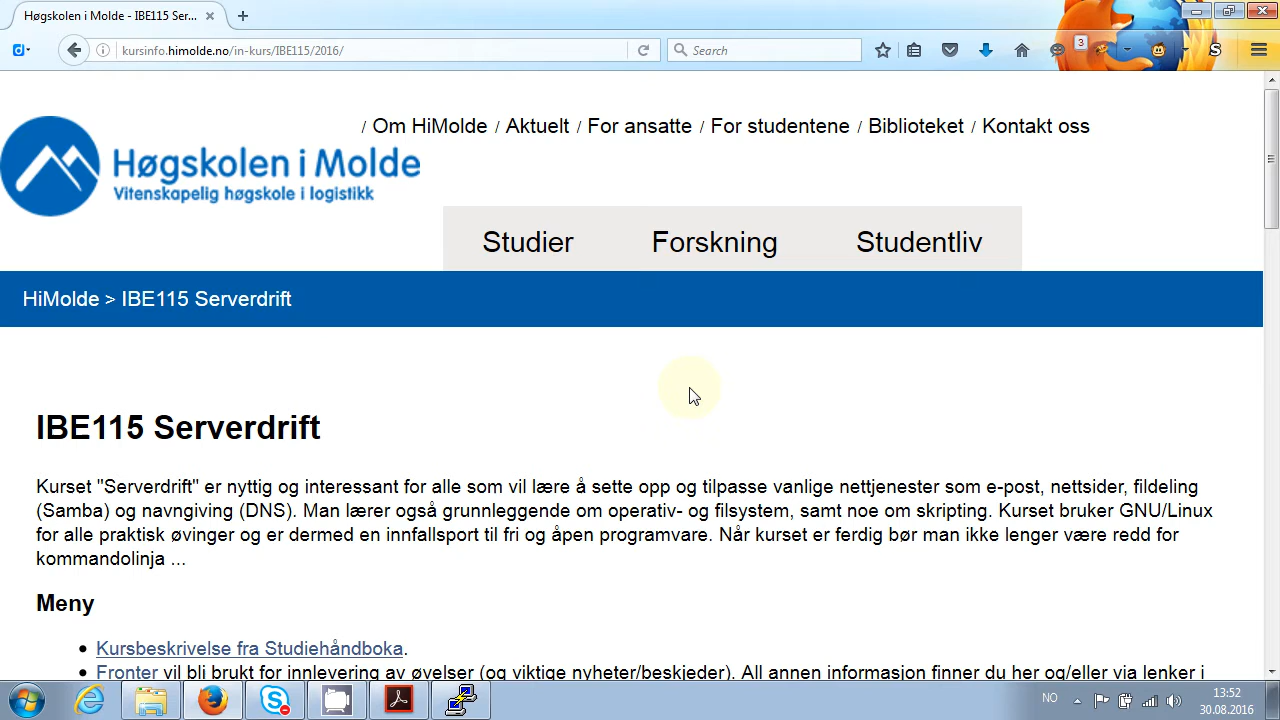 Høgskolen i Molde - IBE115 Ser...
kursinfo.himolde.no/in-kurs/IBE115/2016/
Search
3
S
/ Om HiMolde / Aktuelt / For ansatte / For studentene / Biblioteket / Kontakt oss
Høgskolen i Molde
Vitenskapelig høgskole i logistikk
Studier Forskning Studentliv
HiMolde > IBE115 Serverdrift
IBE115 Serverdrift
Kurset "Serverdrift" er nyttig og interessant for alle som vil lære å sette opp og tilpasse vanlige nettjenester som e-post, nettsider, fildeling
(Samba) og navngiving (DNS). Man lærer også grunnleggende om operativ- og filsystem, samt noe om skripting. Kurset bruker GNU/Linux
for alle praktisk øvinger og er dermed en innfallsport til fri og åpen programvare. Når kurset er ferdig bør man ikke lenger være redd for
kommandolinja ...
Meny
• Kursbeskrivelse fra Studiehåndboka.
• Fronter vil bli brukt for innlevering av øvelser (og viktige nyheter/beskjeder). All annen informasjon finner du her og/eller via lenker i
NO
13:52
30.08.2016